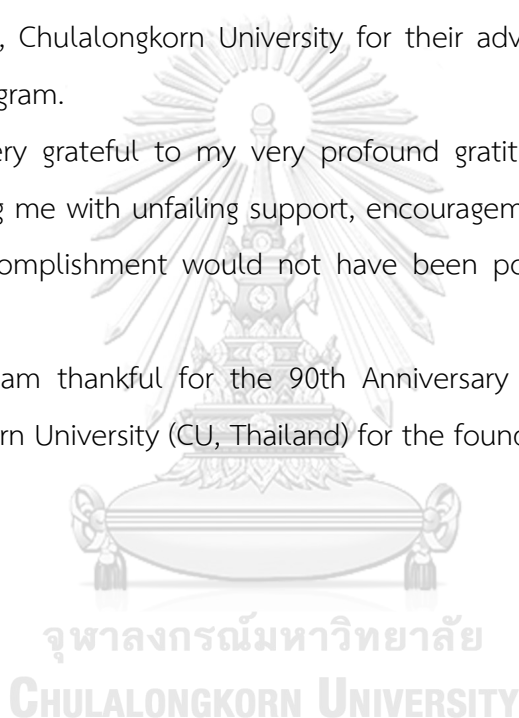 , Chulalongkorn University for their adv
gram.
ery grateful to my very profound gratit
g me with unfailing support, encouragem
omplishment would not have been po
am thankful for the 90th Anniversary
rn University (CU, Thailand) for the found
จุฬาลงกรณ์มหาวิทยาลัย
CHULALONGKORN UNIVERSITY